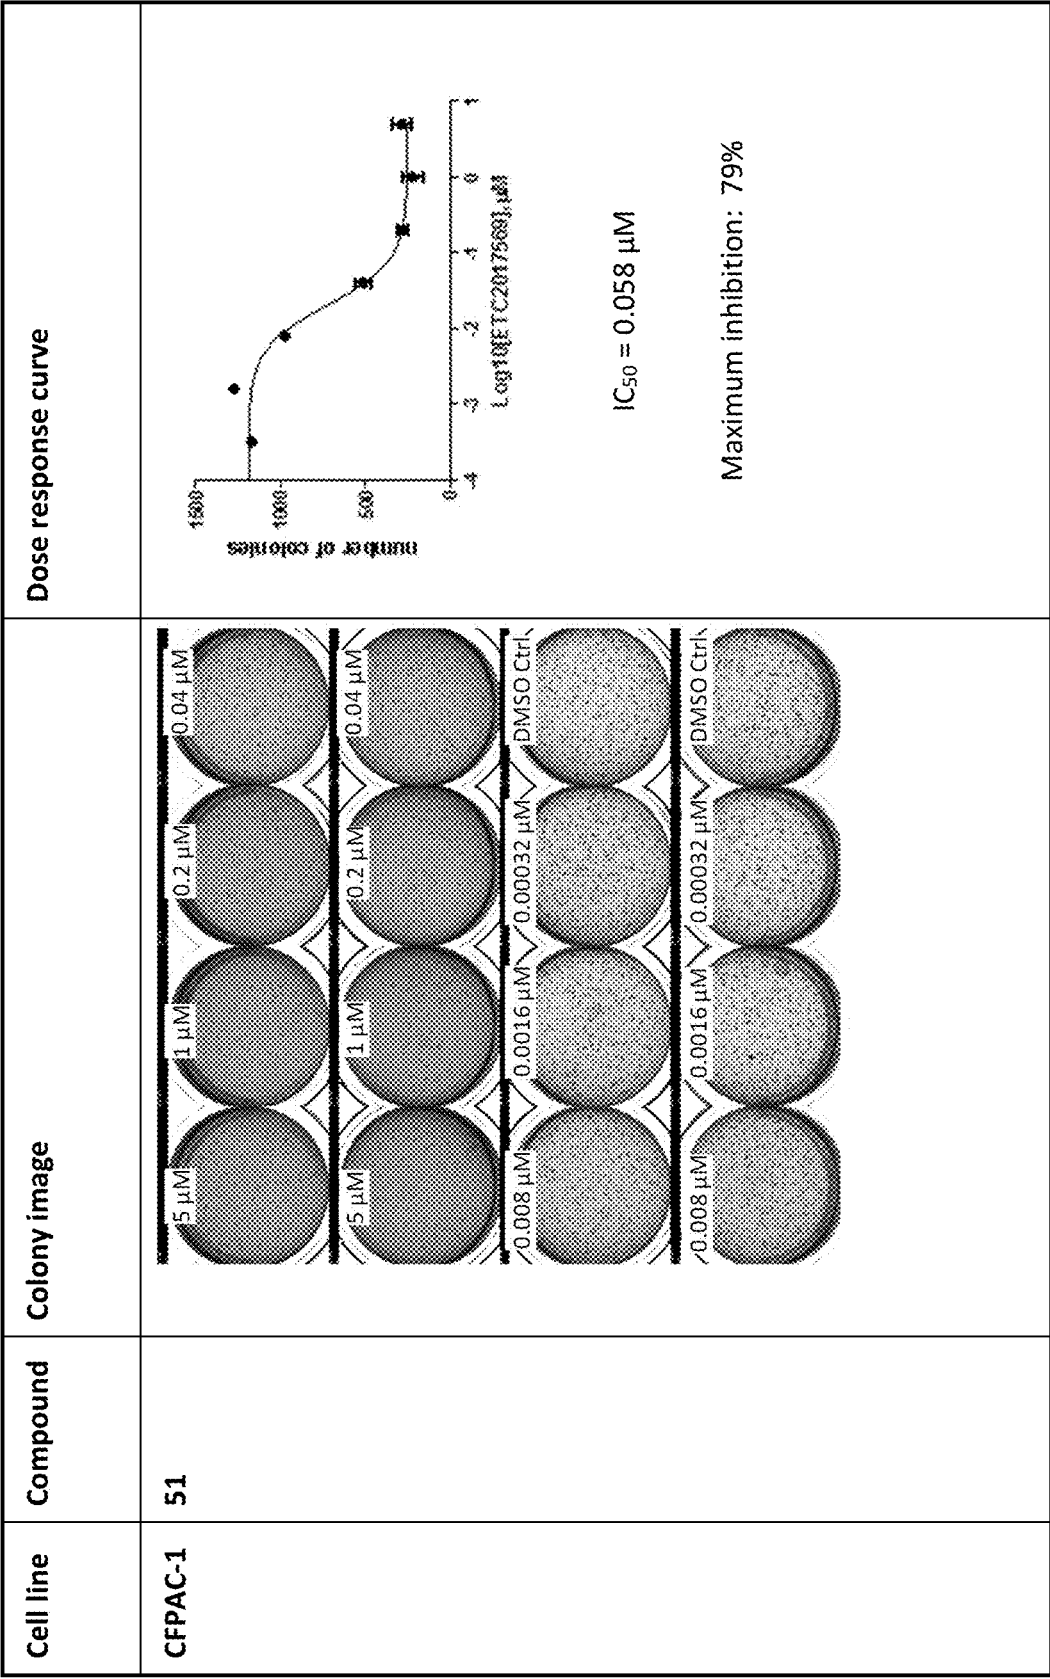 Cell line
Compound
Colony image
Dose response curve
CFPAC-1
51
5 µM
1 µM
0.2 µM
0.04 µM
5 µM
1 µM
0.2 µM
0.04 µM
0.008 µM
0.0016 µM
0.00032 µM
DMSO Ctrl
0.008 µM
0.0016 µM
0.00032 µM
DMSO Ctrl
number of colonies
1500
1000
500
0
-4
-3
-2
-1
0
1
Log10[ETC2017569],µM
IC50 = 0.058 µM
Maximum inhibition: 79%